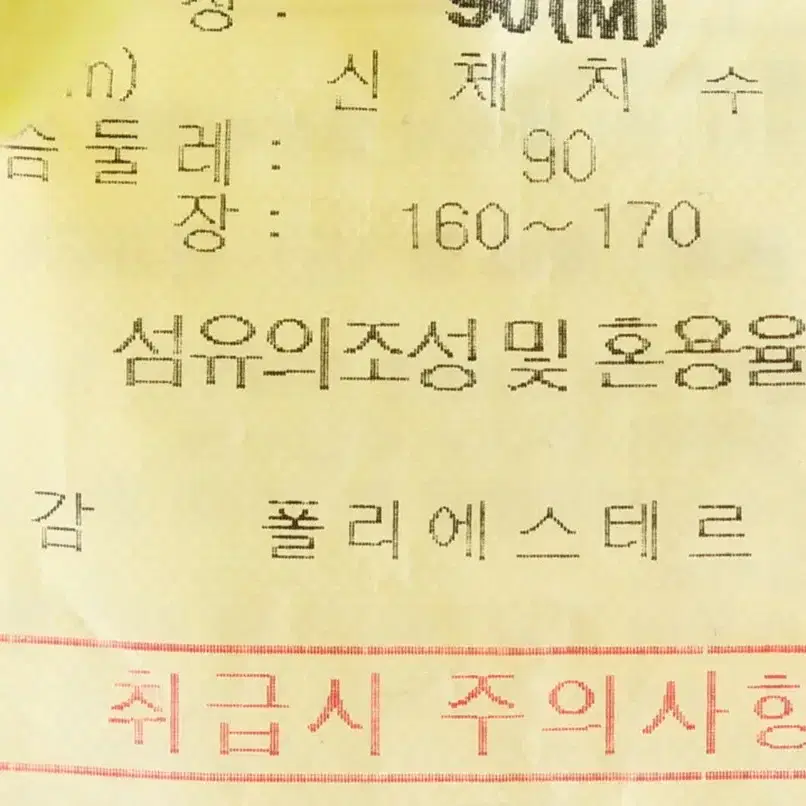 90(M)
신 체 치 수
슴 둘 레 : 90
장 : 160~170
섬유의조성 및 혼용율
감 폴 리 에 스 테 르
취급시 주의사항